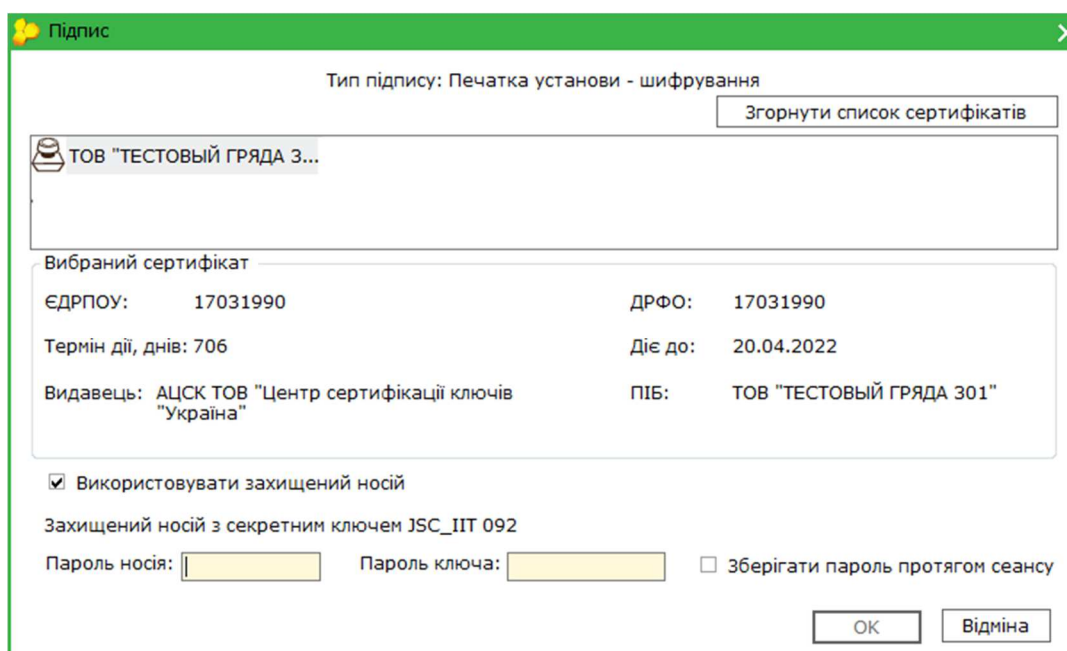 Підпис
Тип підпису: Печатка установи - шифрування
Згорнути список сертифікатів
ТОВ "ТЕСТОВЫЙ ГРЯДА 3...
Вибраний сертифікат
ЄДРПОУ: 17031990 ДРФО: 17031990
Термін дії, днів: 706 Діє до: 20.04.2022
Видавець: АЦСК ТОВ "Центр сертифікації ключів ПІБ: ТОВ "ТЕСТОВЫЙ ГРЯДА 301"
"Україна"
Використовувати захищений носій
Захищений носій з секретним ключем JSC_IIT 092
Пароль носія: Пароль ключа: Зберігати пароль протягом сеансу
ОК Відміна